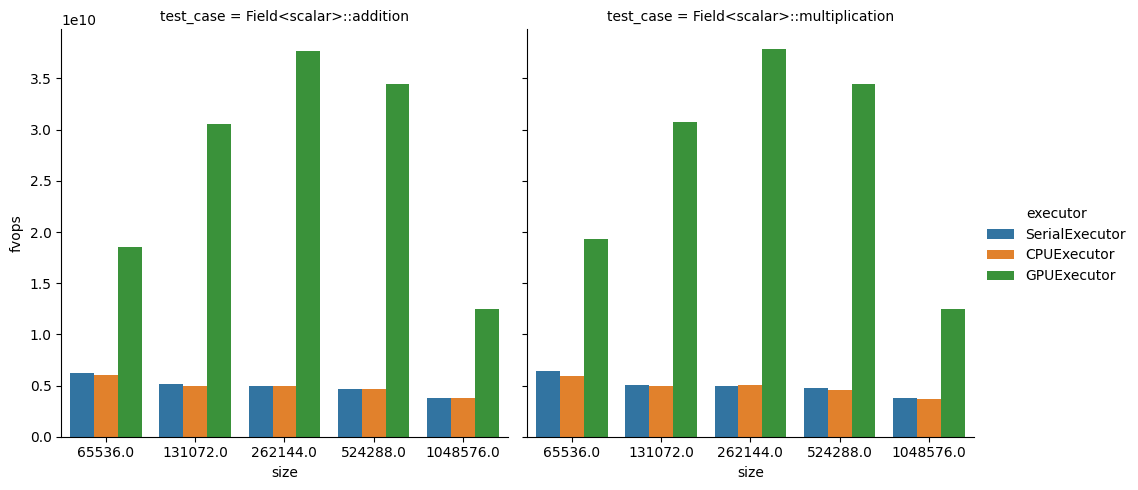 test_case = Field<scalar>::addition
test_case = Field<scalar>::multiplication
1e10
3.5
3.0
2.5
2.0
1.5
1.0
0.5
0.0
fvops
65536.0 131072.0 262144.0 524288.0 1048576.0
size
65536.0 131072.0 262144.0 524288.0 1048576.0
size
executor
SerialExecutor
CPUExecutor
GPUExecutor